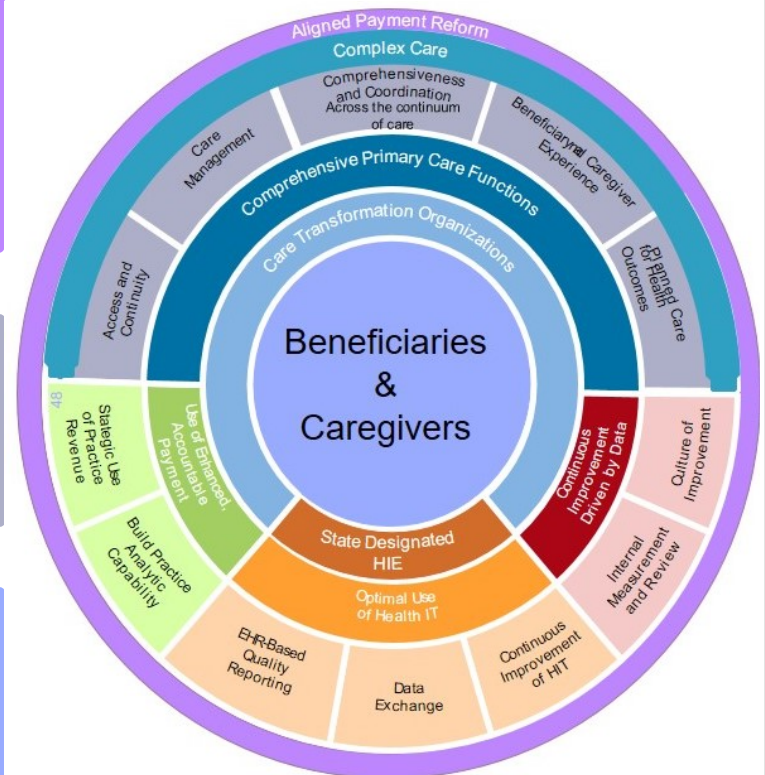 Aligned Payment Reform
Complex Care
Comprehensiveness
and Coordination
Across the continuum
of care
Care
Management
Beneficiary Caregiver
Experience
Access and
Continuity
Planned Care
for Health
Outcomes
Comprehensive Primary Care Functions
Care Transformation Organizations
Beneficiaries
&
Caregivers
48
Stategic Use
of Practice
Revenue
Use of Enhanced,
Accountable
Payment
Build Practice
Analytic
Capability
State Designated
HIE
Optimal Use
of Health IT
EHR-Based
Quality
Reporting
Data
Exchange
Continuous
Improvement
of HIT
Continuous
Improvement
Driven by Data
Culture of
Improvement
Internal
Measurement
and Review